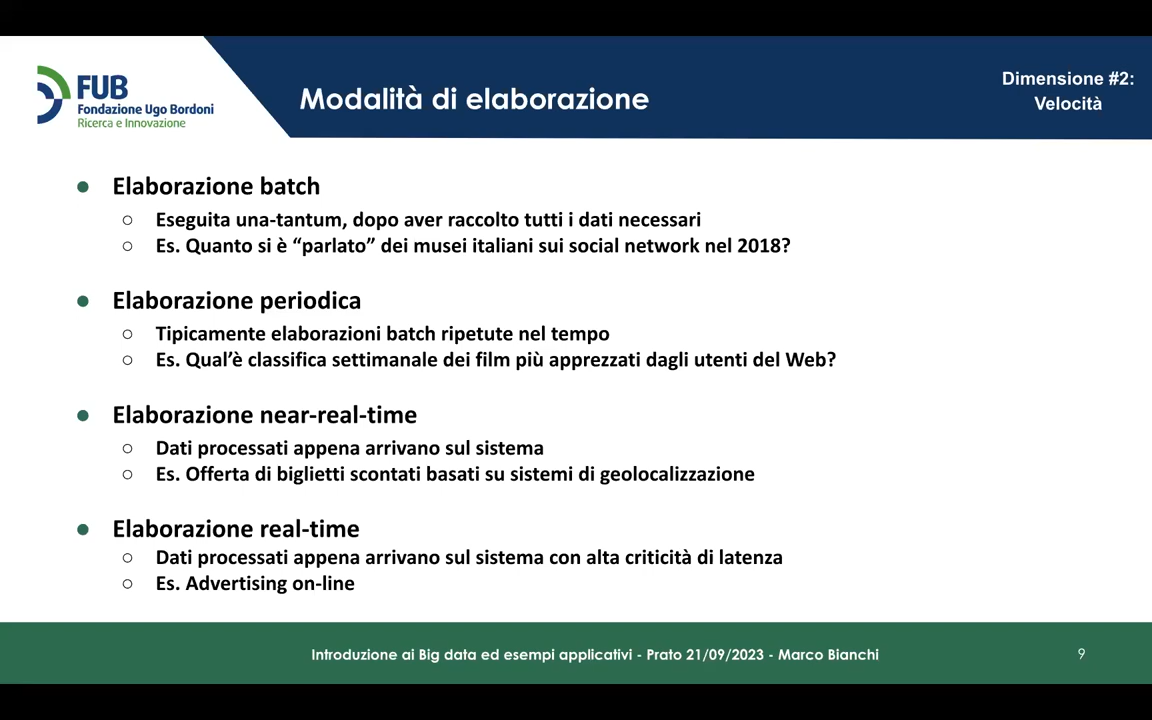 FUB
Fondazione Ugo Bordoni
Ricerca e Innovazione
Modalità di elaborazione
Dimensione #2:
Velocità
● Elaborazione batch
○ Eseguita una-tantum, dopo aver raccolto tutti i dati necessari
○ Es. Quanto si è “parlato” dei musei italiani sui social network nel 2018?
● Elaborazione periodica
○ Tipicamente elaborazioni batch ripetute nel tempo
○ Es. Qual’è classifica settimanale dei film più apprezzati dagli utenti del Web?
● Elaborazione near-real-time
○ Dati processati appena arrivano sul sistema
○ Es. Offerta di biglietti scontati basati su sistemi di geolocalizzazione
● Elaborazione real-time
○ Dati processati appena arrivano sul sistema con alta criticità di latenza
○ Es. Advertising on-line
Introduzione ai Big data ed esempi applicativi - Prato 21/09/2023 - Marco Bianchi
9